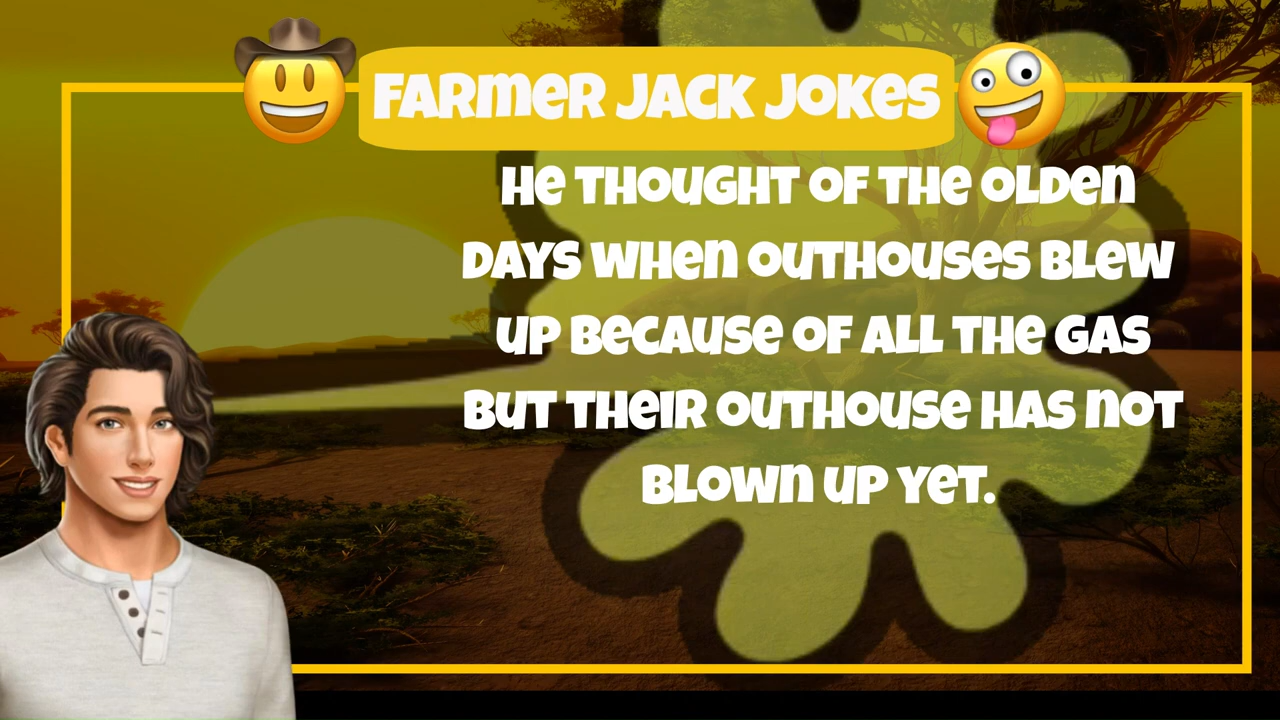 FARMER JACK JOKES
HE THOUGHT OF THE OLDEN
DAYS WHEN OUTHOUSES BLEW
UP BECAUSE OF ALL THE GAS
BUT THEIR OUTHOUSE HAS NOT
BLOWN UP YET.